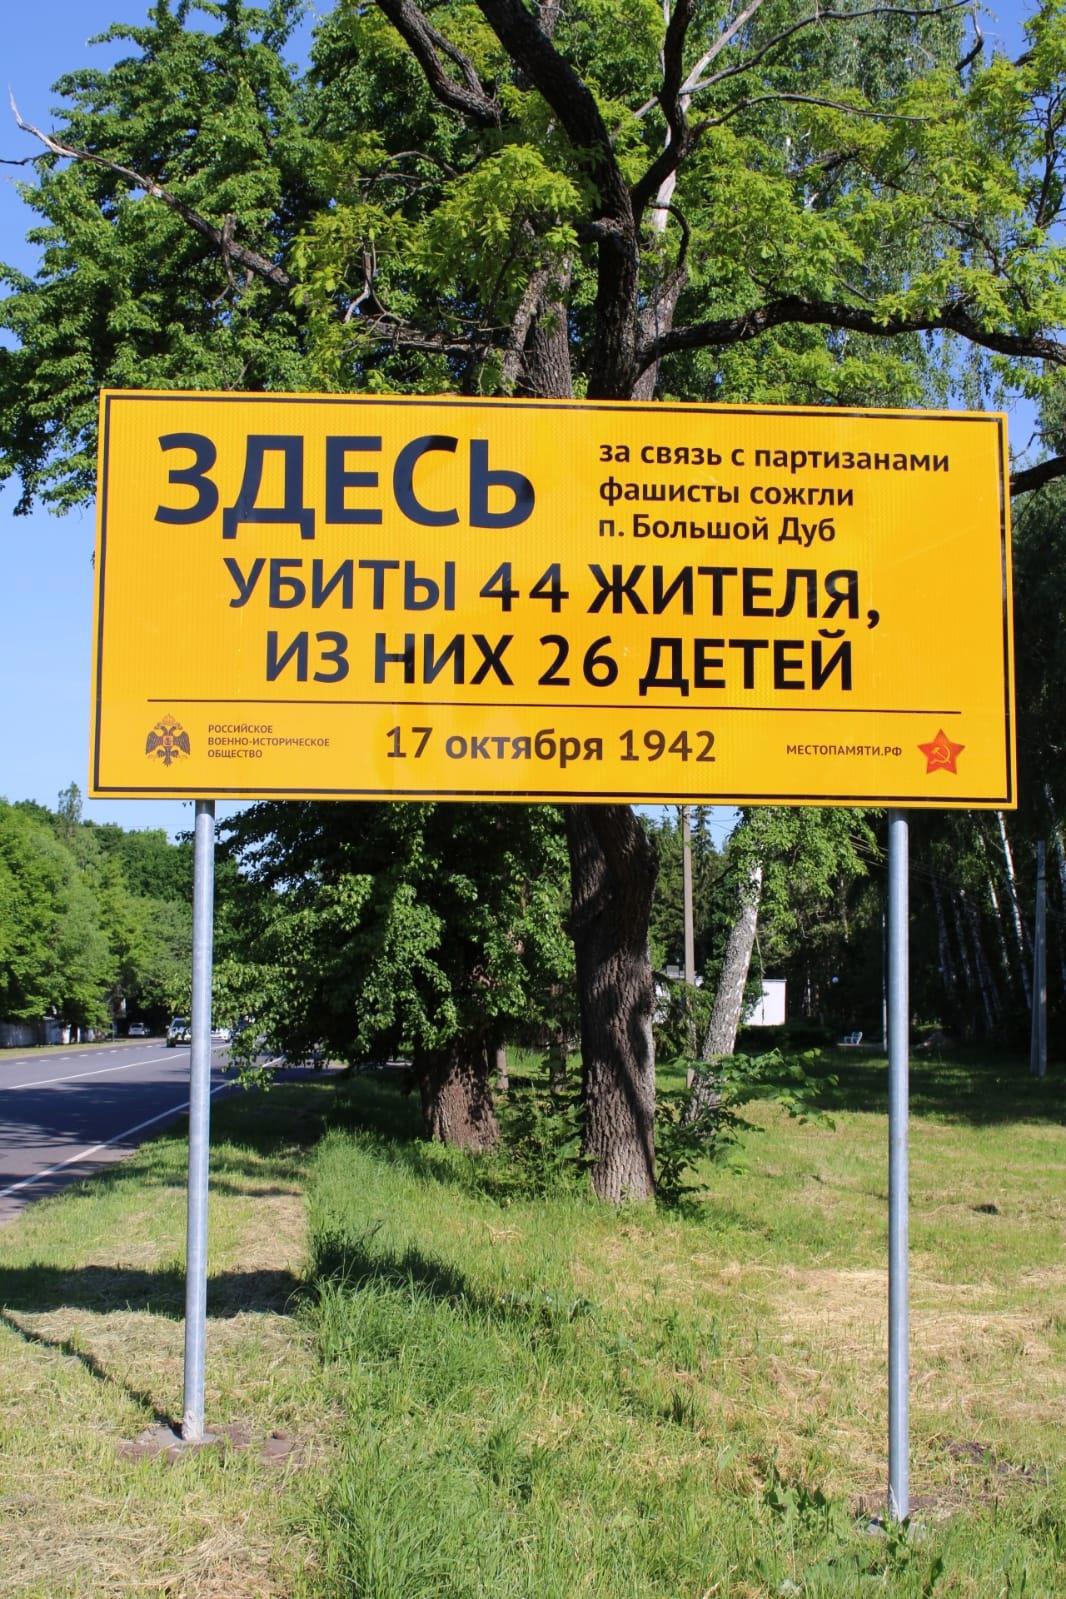 ЗДЕСЬ
за связь с партизанами
фашисты сожгли
п. Большой Дуб
УБИТЫ 44 ЖИТЕЛЯ,
ИЗ НИХ 26 ДЕТЕЙ
РОССИЙСКОЕ
ВОЕННО-ИСТОРИЧЕСКОЕ
ОБЩЕСТВО
17 октября 1942
МЕСТОПАМЯТИ.РФ